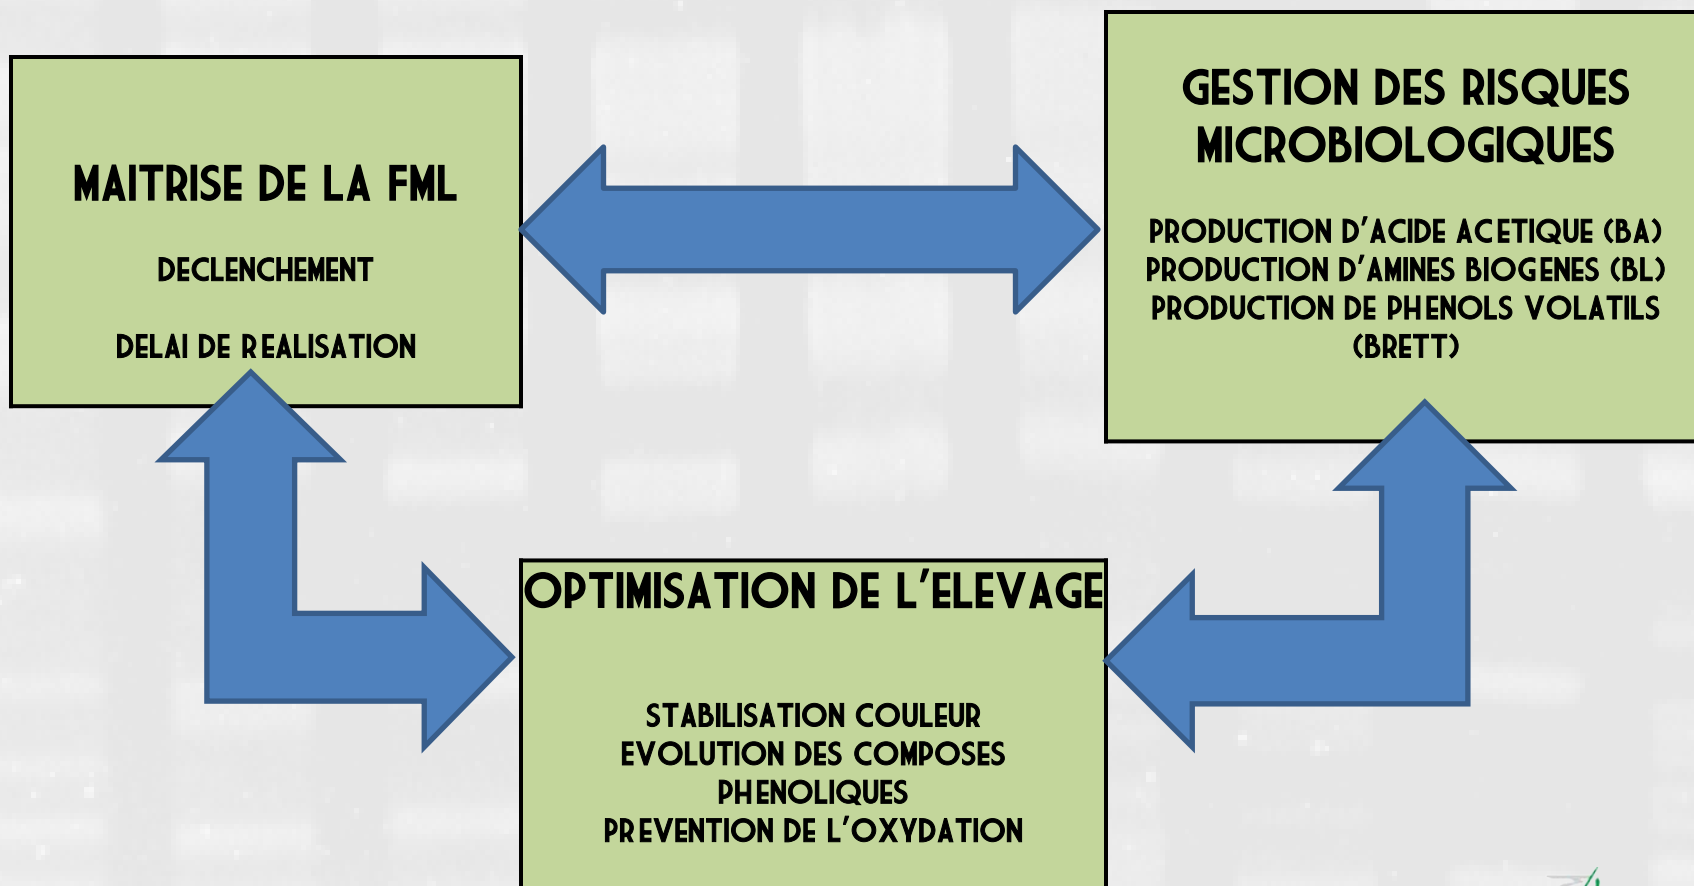 MAITRISE DE LA FML
DECLENCHEMENT
DELAI DE REALISATION
GESTION DES RISQUES
MICROBIOLOGIQUES
PRODUCTION D'ACIDE ACETIQUE (BA)
PRODUCTION D'AMINES BIOGENES (BL)
PRODUCTION DE PHENOLS VOLATILS
(BRETT)
OPTIMISATION DE L'ELEVAGE
STABILISATION COULEUR
EVOLUTION DES COMPOSES
PHENOLIQUES
PREVENTION DE L'OXYDATION